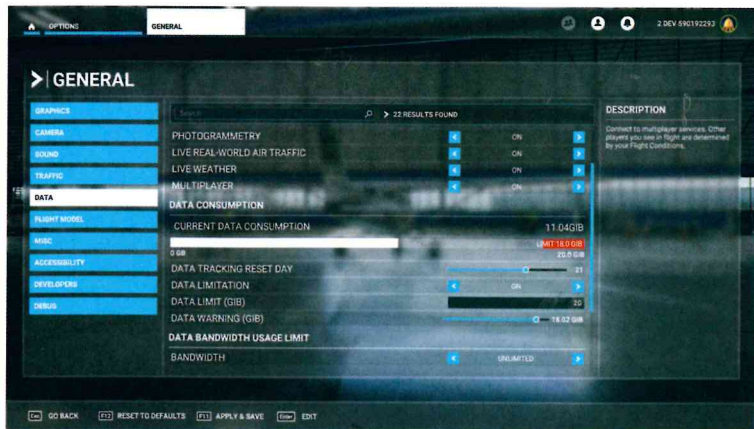 OPTIONS
GENERAL
2 DEV 590192293
GENERAL
GRAPHICS
CAMERA
SOUND
TRAFFIC
DATA
FLIGHT MODEL
MISC
ACCESSIBILITY
DEVELOPERS
DEBUG
Search
22 RESULTS FOUND
PHOTOGRAMMETRY ON
LIVE REAL-WORLD AIR TRAFFIC ON
LIVE WEATHER ON
MULTIPLAYER ON
DATA CONSUMPTION
CURRENT DATA CONSUMPTION 11.04GIB
LIMIT:18.0 GIB
0 GIB 20.0 GIB
DATA TRACKING RESET DAY 21
DATA LIMITATION ON
DATA LIMIT (GIB) 20
DATA WARNING (GIB) 18.02 GIB
DATA BANDWIDTH USAGE LIMIT
BANDWIDTH UNLIMITED
DESCRIPTION
Connect to multiplayer services. Other
players you see in flight are determined
by your Flight Conditions.
Esc GO BACK F12 RESET TO DEFAULTS F11 APPLY & SAVE Enter EDIT